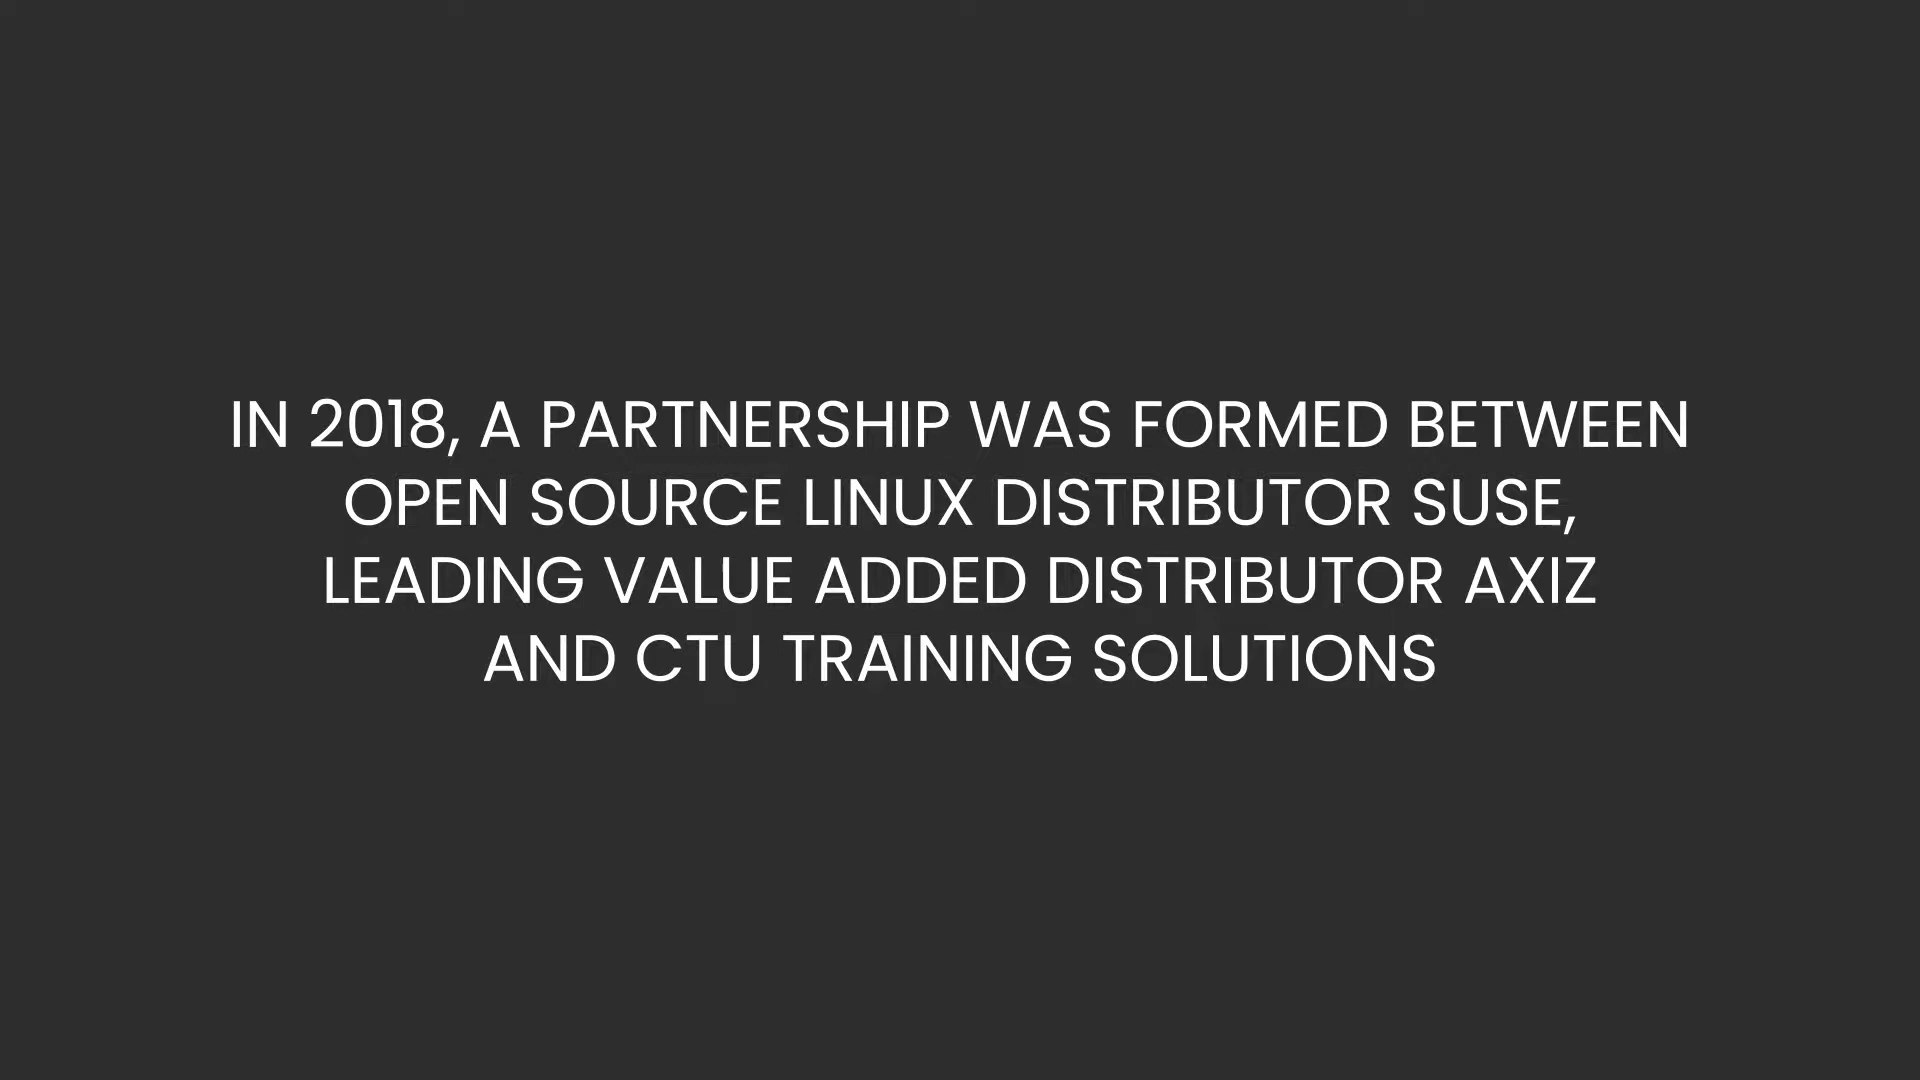 IN 2018, A PARTNERSHIP WAS FORMED BETWEEN
OPEN SOURCE LINUX DISTRIBUTOR SUSE,
LEADING VALUE ADDED DISTRIBUTOR AXIZ
AND CTU TRAINING SOLUTIONS